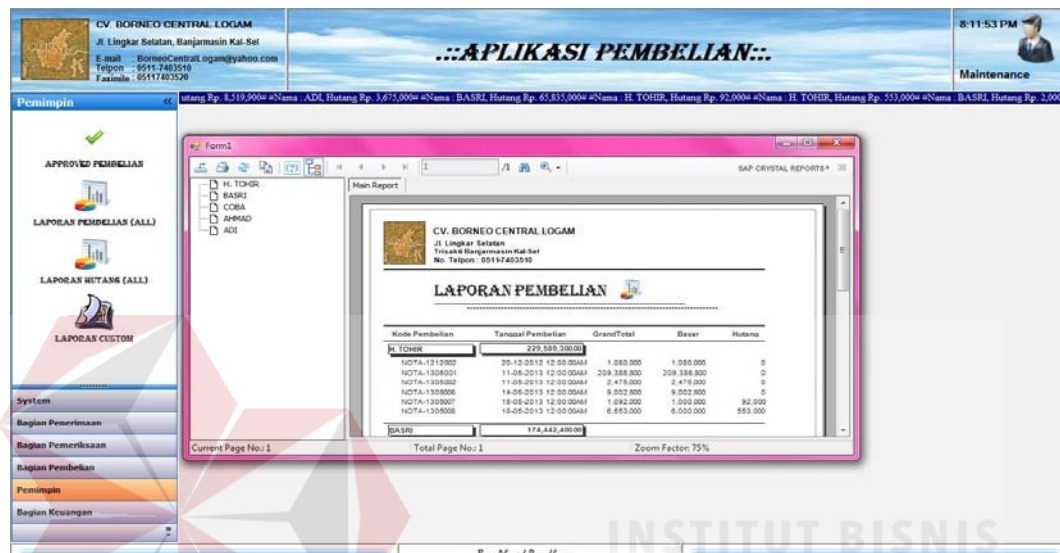 CV. BORNEO CENTRAL LOGAM
Jl. Lingkar Selatan, Banjarmasin Kal-Sel
E-mail : BorneoCentralLogam@yahoo.com
Telpon : 0511-7403510
Faximile : 05117403520
.::APLIKASI PEMBELIAN::.
8:11:53 PM
Maintenance
utang Rp. 8,519,900# #Nama : ADI, Hutang Rp. 3,675,000# #Nama : BASRI, Hutang Rp. 65,835,000# #Nama : H. TOHIR, Hutang Rp. 92,000# #Nama : H. TOHIR, Hutang Rp. 553,000# #Nama : BASRI, Hutang Rp. 2,000
Pemimpin «
APPROVED PEMBELIAN
LAPORAN PEMBELIAN (ALL)
LAPORAN HUTANG (ALL)
LAPORAN CUSTOM
System
Bagian Penerimaan
Bagian Pemeriksaan
Bagian Pembelian
Pemimpin
Bagian Keuangan
Form1
1 /1
SAP CRYSTAL REPORTS®
H. TOHIR
BASRI
COBA
AHMAD
ADI
Main Report
CV. BORNEO CENTRAL LOGAM
Jl. Lingkar Selatan
Trisakti Banjarmasin Kal-Sel
No. Telpon : 0511-7403510
LAPORAN PEMBELIAN
Kode Pembelian Tanggal Pembelian GrandTotal Bayar Hutang
H. TOHIR 229,589,300.00
NOTA-1212002 20-12-2012 12:00:00AM 1,080,000 1,080,000 0
NOTA-1305001 11-05-2013 12:00:00AM 209,386,800 209,386,800 0
NOTA-1305002 11-05-2013 12:00:00AM 2,475,000 2,475,000 0
NOTA-1305006 14-05-2013 12:00:00AM 9,002,500 9,002,500 0
NOTA-1305007 18-05-2013 12:00:00AM 1,092,000 1,000,000 92,000
NOTA-1305008 18-05-2013 12:00:00AM 6,553,000 6,000,000 553,000
BASRI 174,442,400.00
Current Page No.: 1 Total Page No.: 1 Zoom Factor: 75%
INSTITUT BISNIS